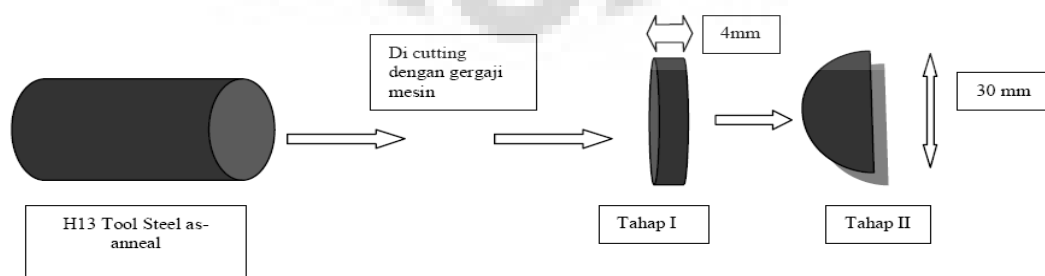 Di cutting
dengan gergaji
mesin
4mm
30 mm
H13 Tool Steel as-
anneal
Tahap I
Tahap II